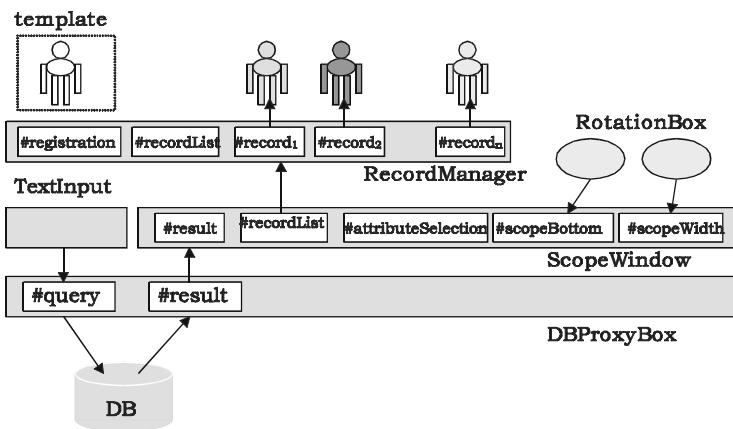 template
#registration #recordList #record1 #record2 #recordn
RotationBox
RecordManager
TextInput
#result #recordList #attributeSelection #scopeBottom #scopeWidth
ScopeWindow
#query #result
DBProxyBox
DB